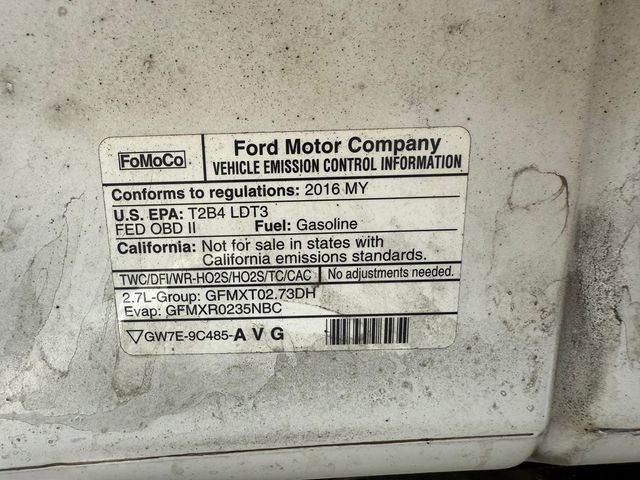 FoMoCo
Ford Motor Company
VEHICLE EMISSION CONTROL INFORMATION
Conforms to regulations: 2016 MY
U.S. EPA: T2B4 LDT3
FED OBD II Fuel: Gasoline
California: Not for sale in states with
California emissions standards.
TWC/DFI/WR-HO2S/HO2S/TC/CAC No adjustments needed.
2.7L-Group: GFMXT02.73DH
Evap: GFMXR0235NBC
▽GW7E-9C485-A V G